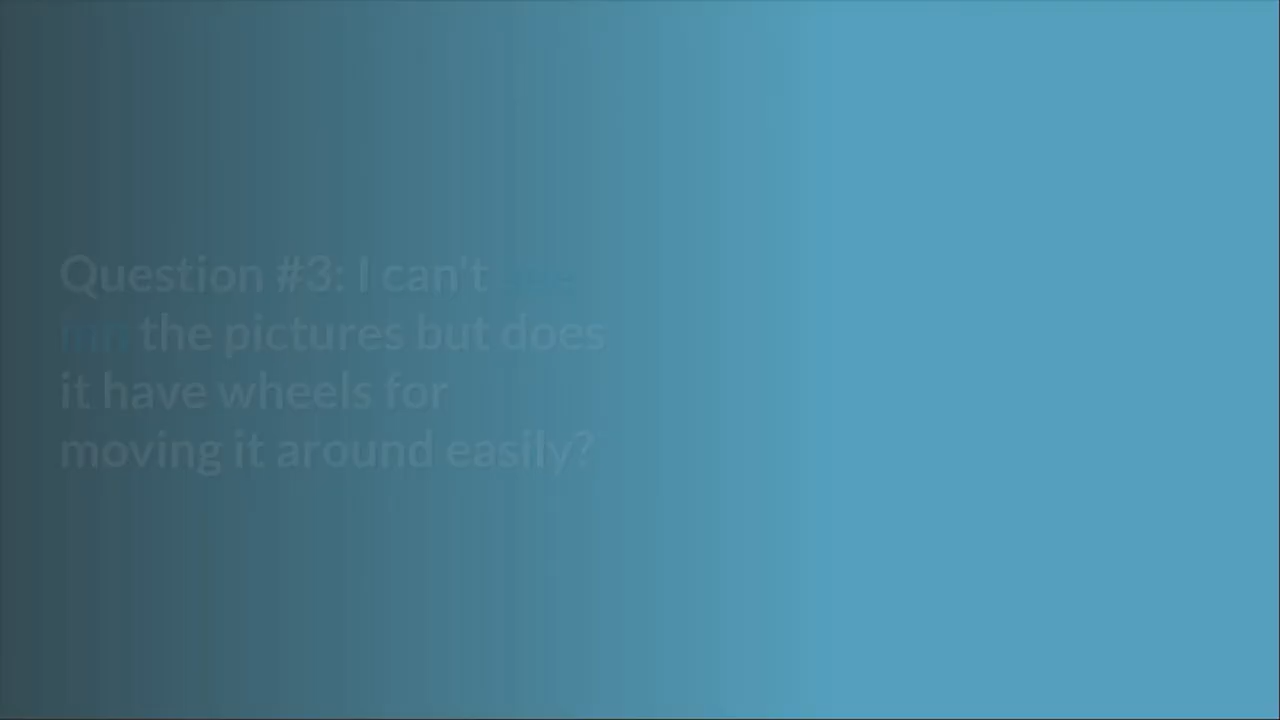 Question #3: I can't
the pictures but does
it have wheels for
moving it around easily?